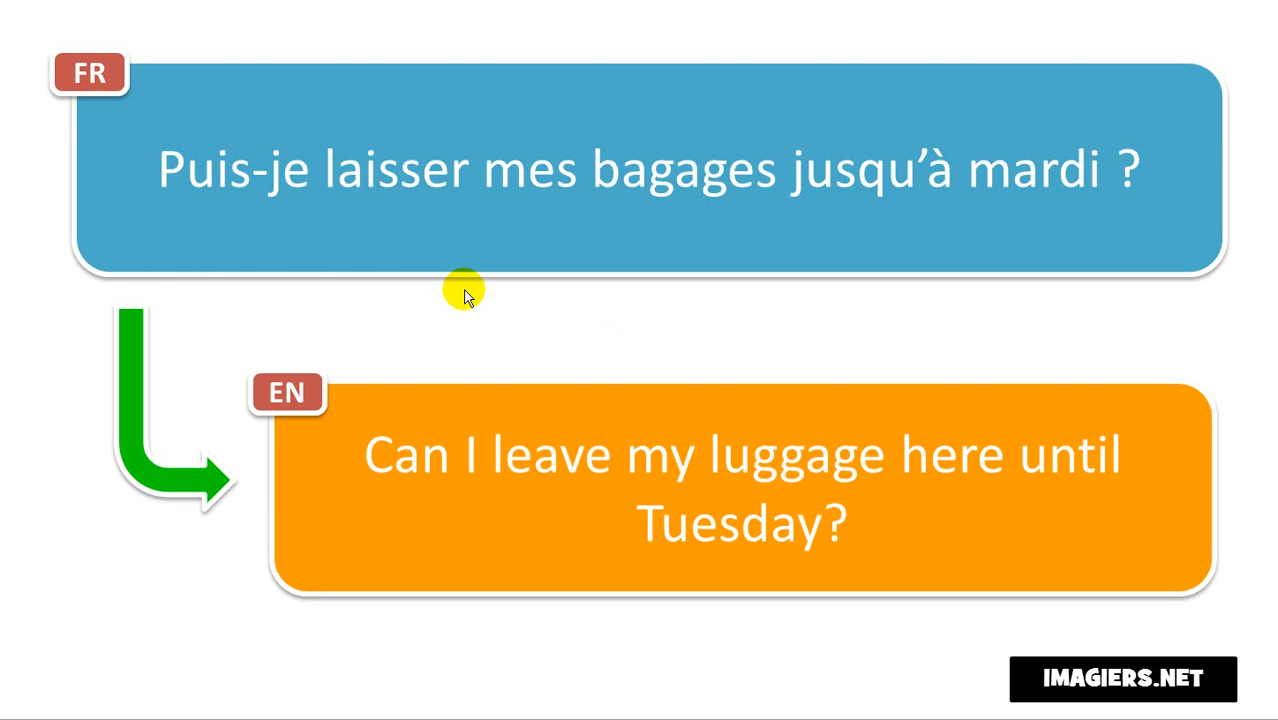 FR
Puis-je laisser mes bagages jusqu’à mardi ?
EN
Can I leave my luggage here until
Tuesday?
IMAGIERS.NET